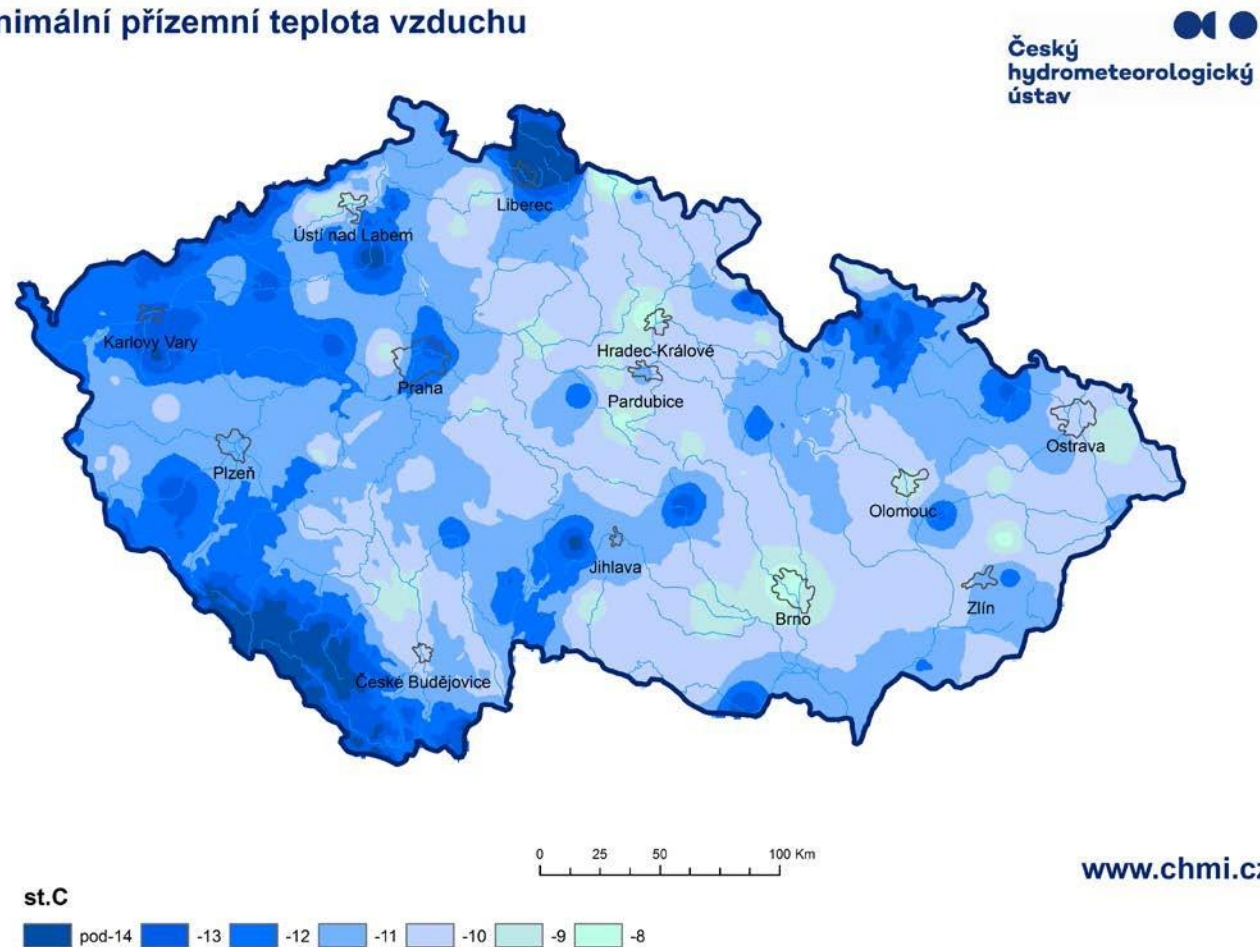 nimální přízemní teplota vzduchu
Český
hydrometeorologický
ústav
Liberec
Ústí nad Labem
Karlovy Vary
Hradec-Králové
Praha
Pardubice
Ostrava
Plzeň
Olomouc
Jihlava
Zlín
Brno
České Budějovice
0 25 50 100 Km
www.chmi.cz
st.C
pod-14 -13 -12 -11 -10 -9 -8